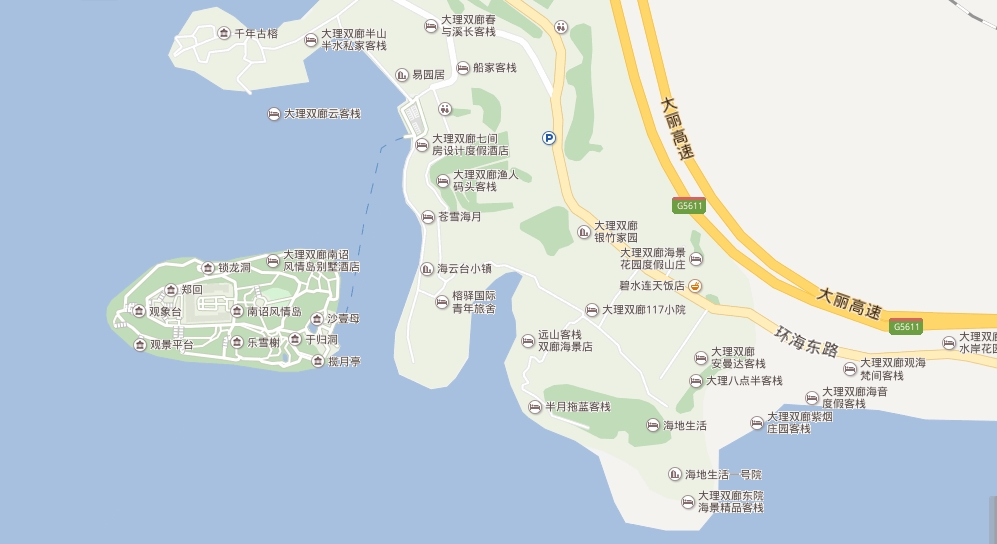 千年古榕
大理双廊半山
半水私家客栈
大理双廊春
与溪长客栈
易园居
船家客栈
大理双廊云客栈
大丽高速
P
大理双廊七间
房设计度假酒店
大理双廊渔人
码头客栈
G5611
苍雪海月
大理双廊
银竹家园
大理双廊海景
花园度假山庄
大理双廊南诏
风情岛别墅酒店
锁龙洞
海云台小镇
碧水连天饭店
郑回
榕驿国际
青年旅舍
大丽高速
观象台
南诏风情岛
沙壹母
大理双廊117小院
G5611
环海东路
观景平台
乐雪榭
于归洞
远山客栈
双廊海景店
大理双
水岸花园
揽月亭
大理双廊
安曼达客栈
大理双廊观海
梵间客栈
大理八点半客栈
大理双廊海音
度假客栈
半月拖蓝客栈
海地生活
大理双廊紫烟
庄园客栈
海地生活一号院
大理双廊东院
海景精品客栈